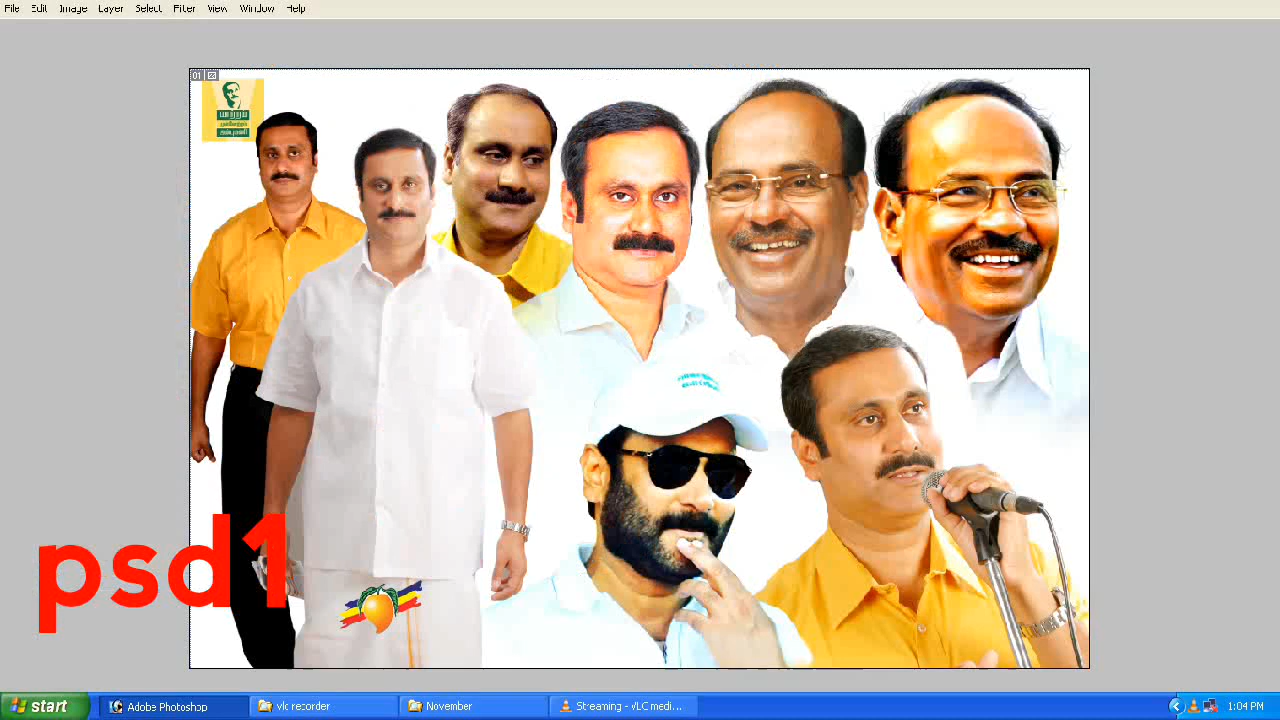 File Edit Image Layer Select Filter View Window Help
01
psd1
start
Adobe Photoshop
vlc recorder
November
Streaming - VLC medi...
1:04 PM